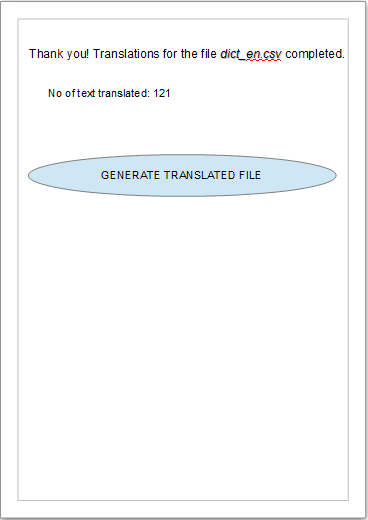 Thank you! Translations for the file dict_en.csv completed.
No of text translated: 121
GENERATE TRANSLATED FILE